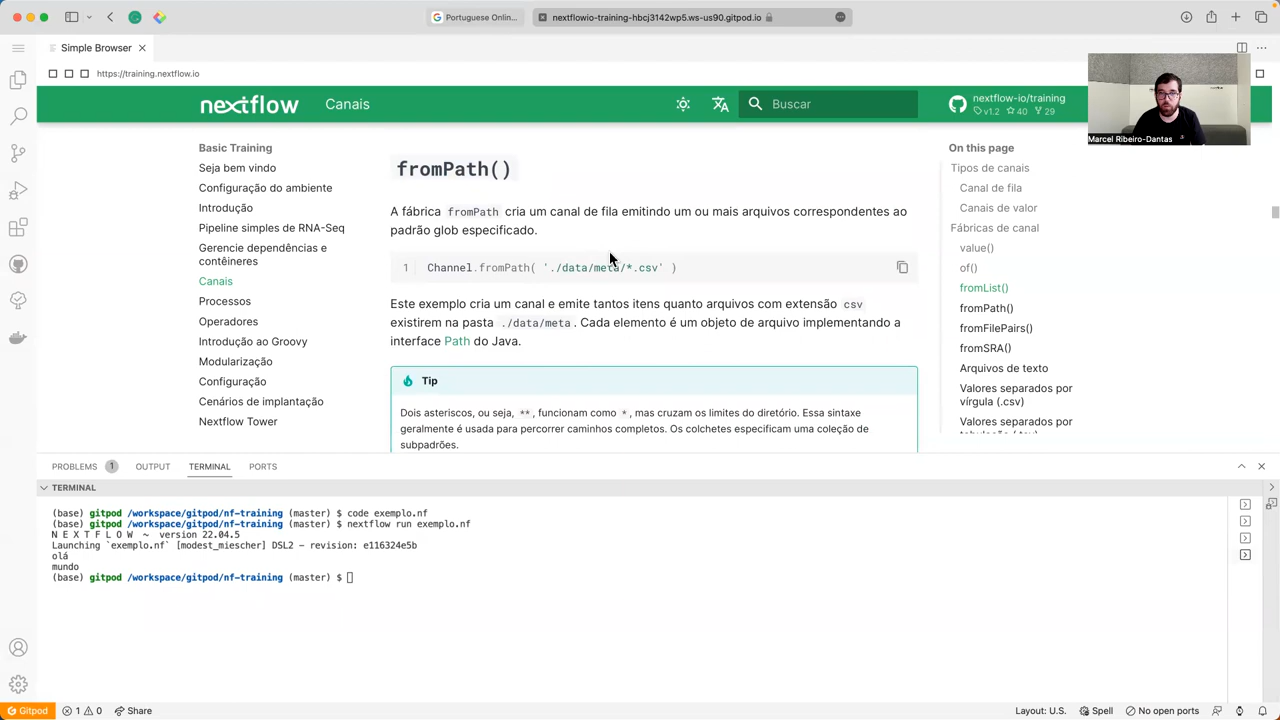 Portuguese Onlin...
nextflowio-training-hbcj3142wp5.ws-us90.gitpod.io
Simple Browser
https://training.nextflow.io
nextflow
Canais
Buscar
nextflow-io/training
v1.2 40 29
Marcel Ribeiro-Dantas
Basic Training
Seja bem vindo
Configuração do ambiente
Introdução
Pipeline simples de RNA-Seq
Gerencie dependências e
contêineres
Canais
Processos
Operadores
Introdução ao Groovy
Modularização
Configuração
Cenários de implantação
Nextflow Tower
fromPath()
A fábrica fromPath cria um canal de fila emitindo um ou mais arquivos correspondentes ao
padrão glob especificado.
1 Channel.fromPath( './data/meta/*.csv' )
Este exemplo cria um canal e emite tantos itens quanto arquivos com extensão csv
existirem na pasta ./data/meta. Cada elemento é um objeto de arquivo implementando a
interface Path do Java.
Tip
Dois asteriscos, ou seja, **, funcionam como *, mas cruzam os limites do diretório. Essa sintaxe
geralmente é usada para percorrer caminhos completos. Os colchetes especificam uma coleção de
subpadrões.
On this page
Tipos de canais
Canal de fila
Canais de valor
Fábricas de canal
value()
of()
fromList()
fromPath()
fromFilePairs()
fromSRA()
Arquivos de texto
Valores separados por
vírgula (.csv)
Valores separados por
tabulação (.tsv)
PROBLEMS 1 OUTPUT TERMINAL PORTS
TERMINAL
(base) gitpod /workspace/gitpod/nf-training (master) $ code exemplo.nf
(base) gitpod /workspace/gitpod/nf-training (master) $ nextflow run exemplo.nf
N E X T F L O W ~ version 22.04.5
Launching `exemplo.nf` [modest_miescher] DSL2 - revision: e116324e5b
olá
mundo
(base) gitpod /workspace/gitpod/nf-training (master) $
Gitpod 1 0 Share
Layout: U.S. Spell No open ports